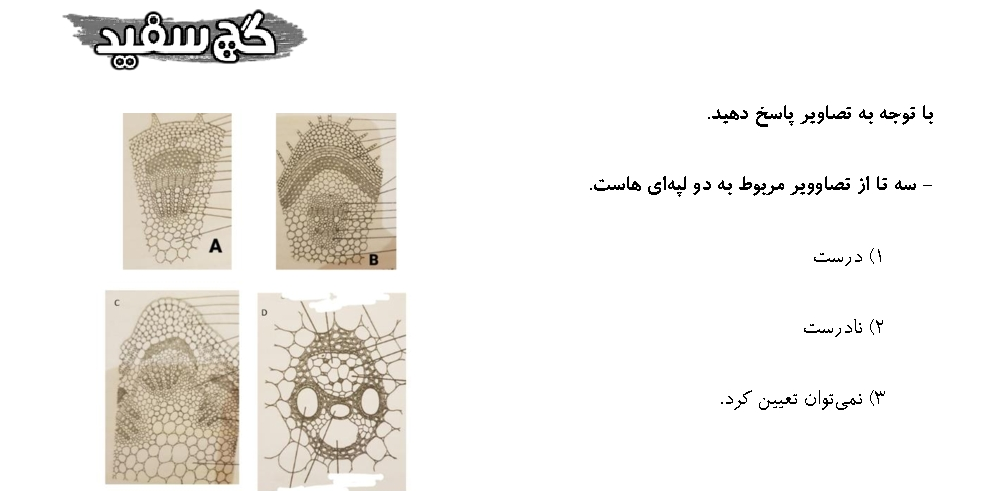 گچ سفید
با توجه به تصاویر پاسخ دهید.
- سه تا از تصاوویر مربوط به دو لپه‌ای هاست.
۱) درست
۲) نادرست
۳) نمی‌توان تعیین کرد.
A
B
C
D